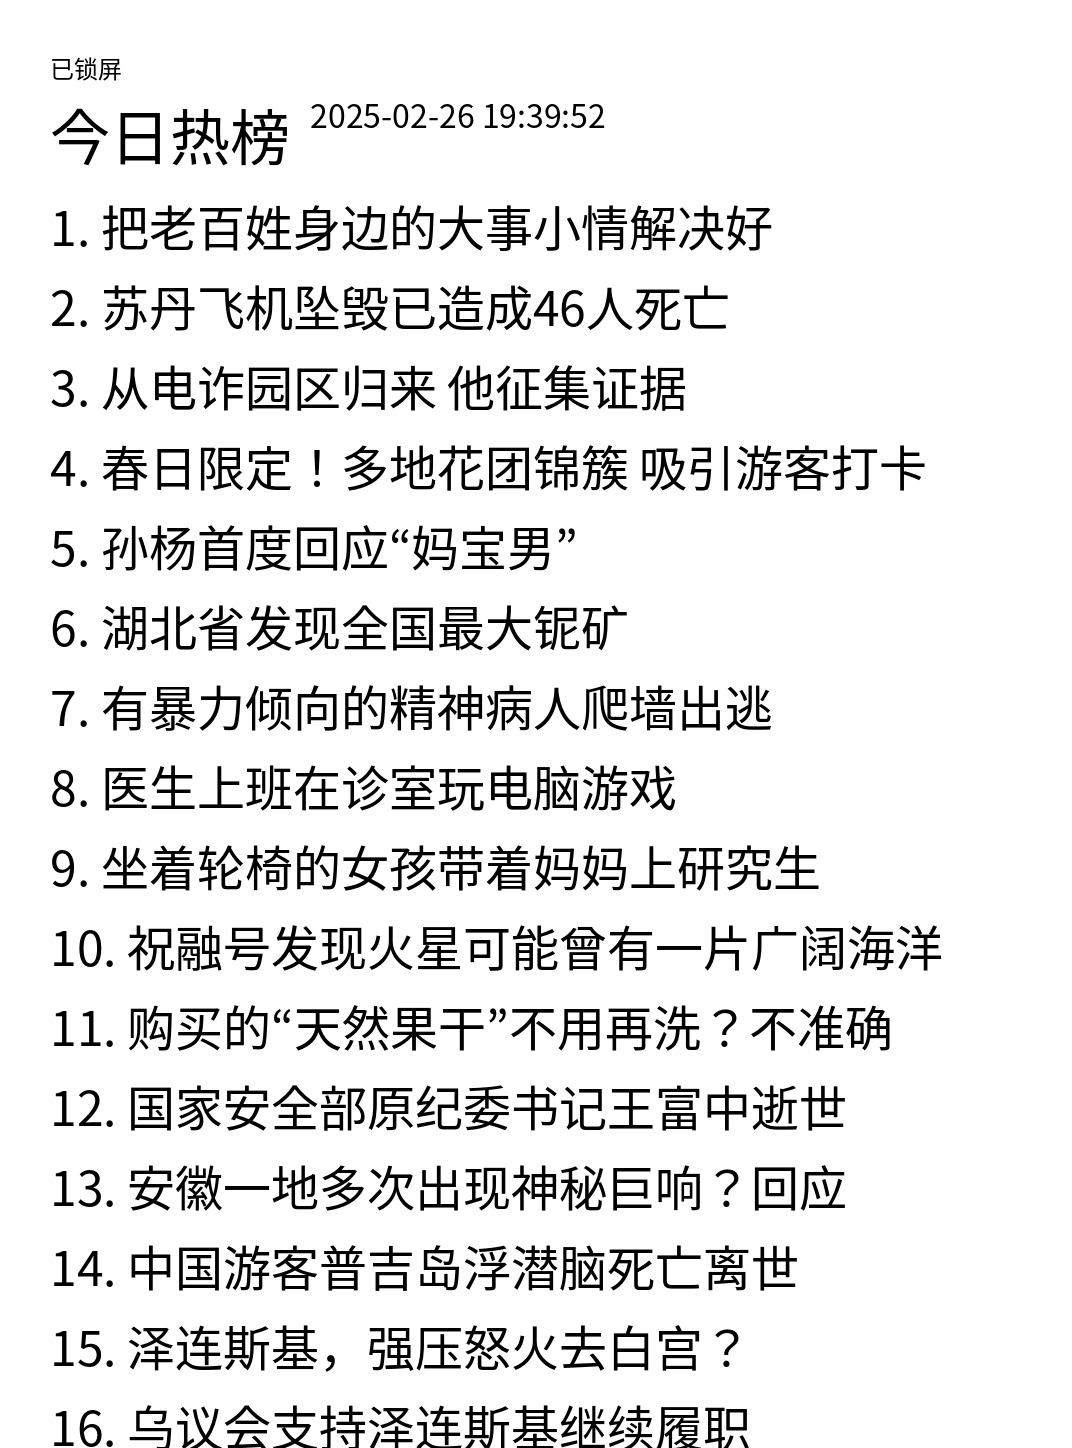 已锁屏
今日热榜 2025-02-26 19:39:52
1. 把老百姓身边的大事小情解决好
2. 苏丹飞机坠毁已造成46人死亡
3. 从电诈园区归来 他征集证据
4. 春日限定！多地花团锦簇 吸引游客打卡
5. 孙杨首度回应“妈宝男”
6. 湖北省发现全国最大铌矿
7. 有暴力倾向的精神病人爬墙出逃
8. 医生上班在诊室玩电脑游戏
9. 坐着轮椅的女孩带着妈妈上研究生
10. 祝融号发现火星可能曾有一片广阔海洋
11. 购买的“天然果干”不用再洗？不准确
12. 国家安全部原纪委书记王富中逝世
13. 安徽一地多次出现神秘巨响？回应
14. 中国游客普吉岛浮潜脑死亡离世
15. 泽连斯基，强压怒火去白宫？
16. 乌议会支持泽连斯基继续履职